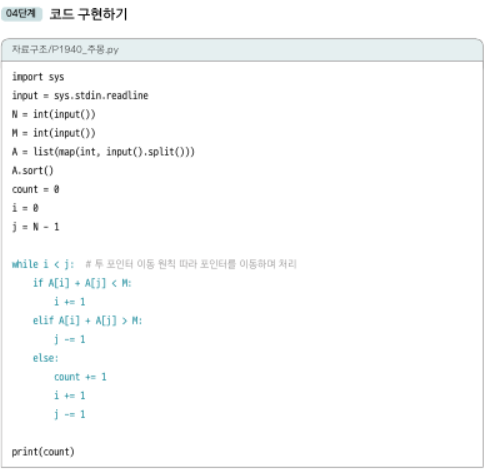 04단계 코드 구현하기
자료구조/P1940_주몽.py
import sys
input = sys.stdin.readline
N = int(input())
M = int(input())
A = list(map(int, input().split()))
A.sort()
count = 0
i = 0
j = N - 1
while i < j: # 투 포인터 이동 원칙 따라 포인터를 이동하며 처리
    if A[i] + A[j] < M:
        i += 1
    elif A[i] + A[j] > M:
        j -= 1
    else:
        count += 1
        i += 1
        j -= 1
print(count)